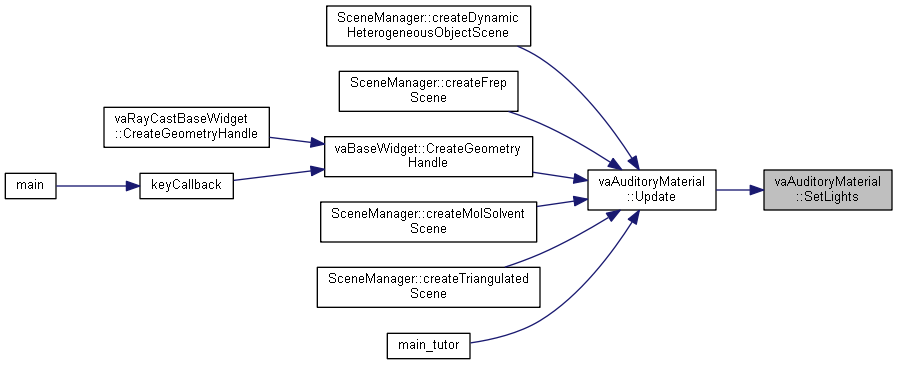 SceneManager::createDynamic
HeterogeneousObjectScene
SceneManager::createFrep
Scene
vaRayCastBaseWidget
::CreateGeometryHandle
vaBaseWidget::CreateGeometry
Handle
main
keyCallback
vaAuditoryMaterial
::Update
vaAuditoryMaterial
::SetLights
SceneManager::createMolSolvent
Scene
SceneManager::createTriangulated
Scene
main_tutor